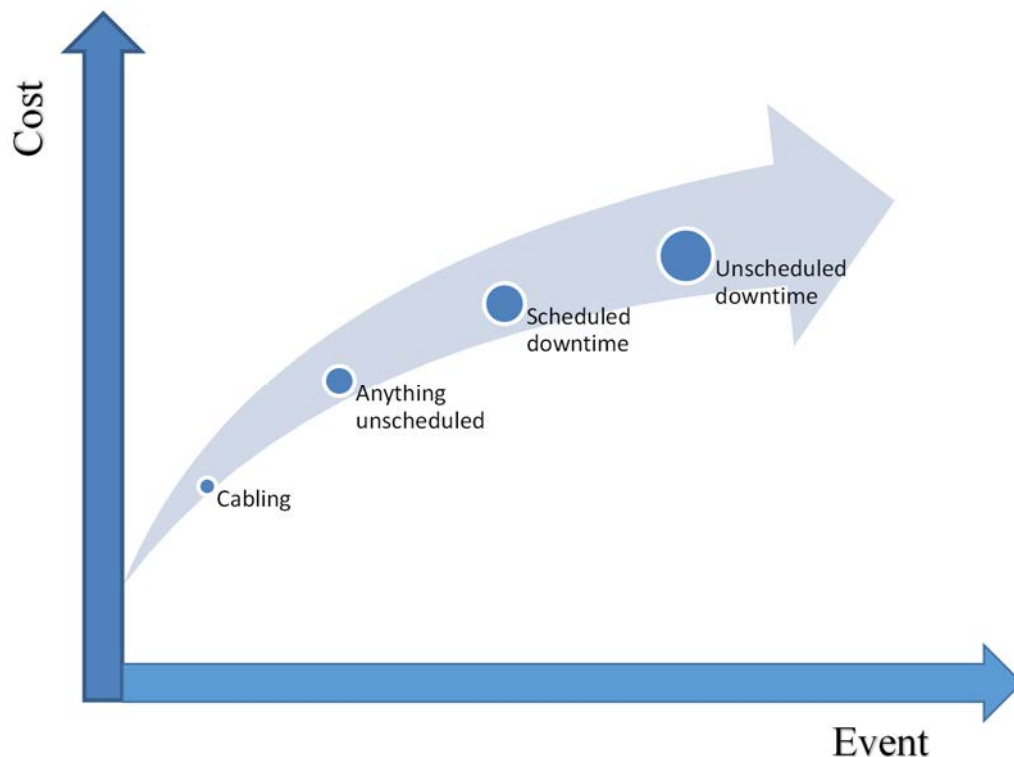 Cost
Unscheduled
downtime
Scheduled
downtime
Anything
unscheduled
Cabling
Event